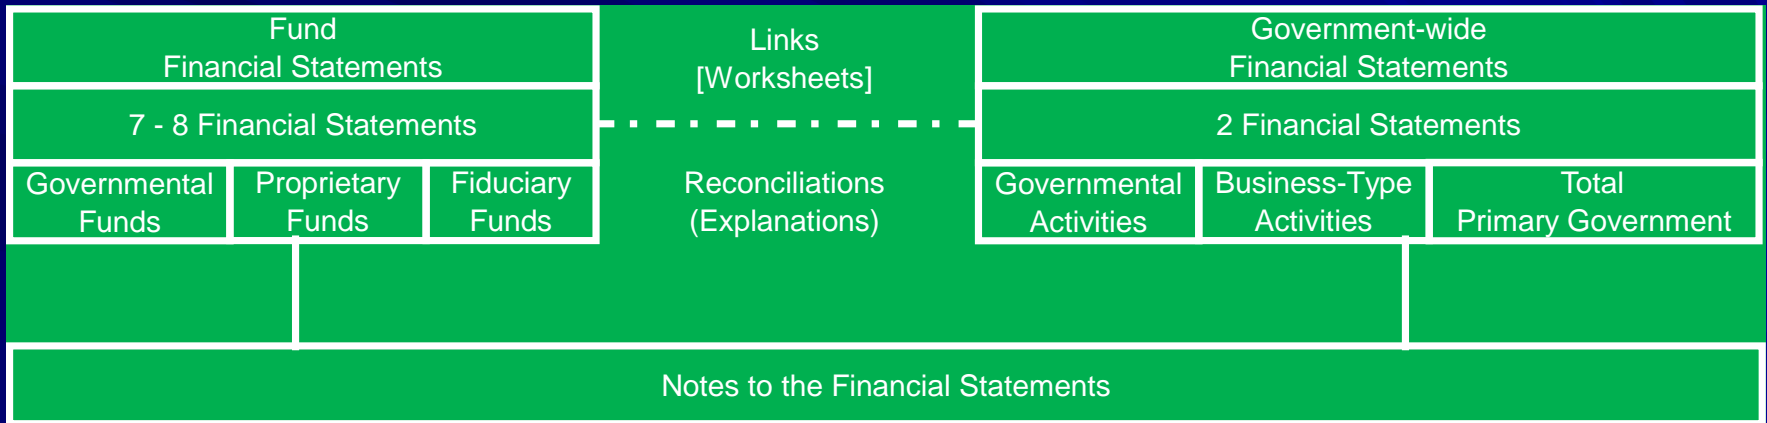 Fund
Financial Statements
Links
[Worksheets]
Government-wide
Financial Statements
7 - 8 Financial Statements
2 Financial Statements
Governmental
Funds
Proprietary
Funds
Fiduciary
Funds
Reconciliations
(Explanations)
Governmental
Activities
Business-Type
Activities
Total
Primary Government
Notes to the Financial Statements